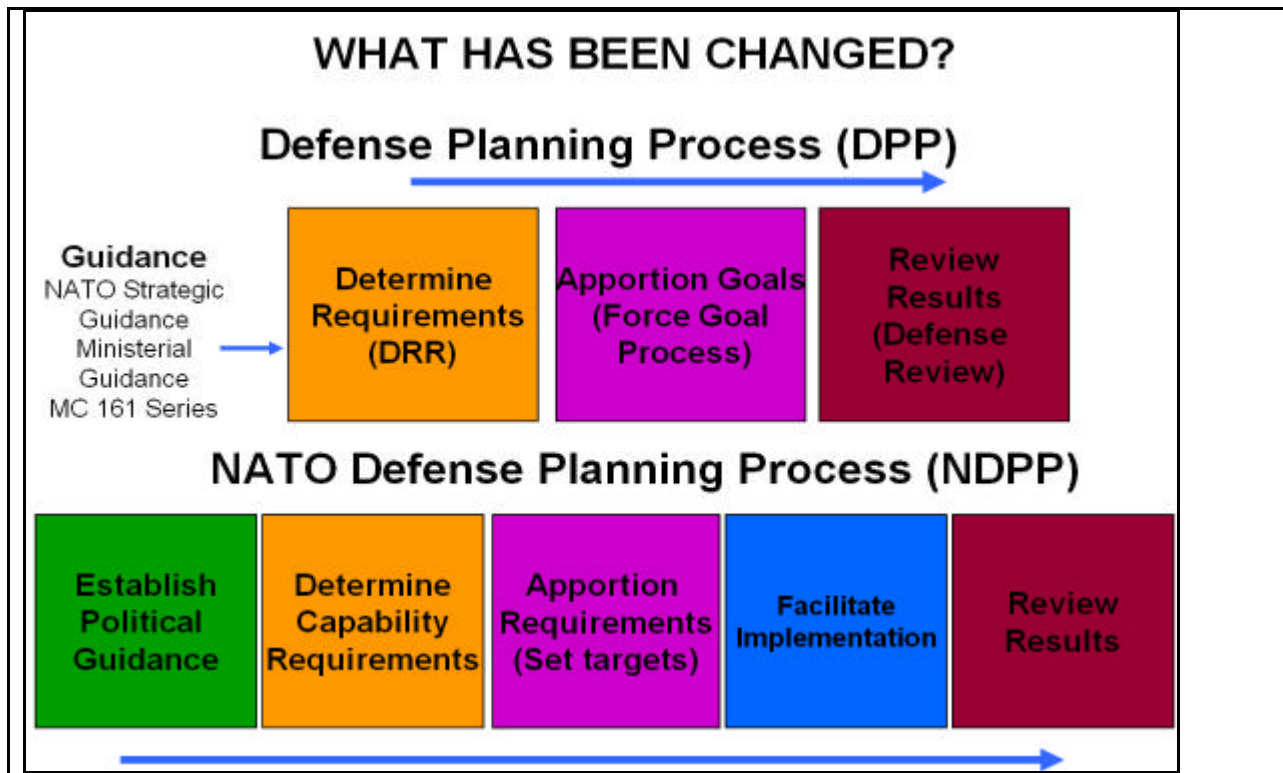 WHAT HAS BEEN CHANGED?
Defense Planning Process (DPP)
Guidance
NATO Strategic
Guidance
Ministerial
Guidance
MC 161 Series
Determine
Requirements
(DRR)
Apportion Goals
(Force Goal
Process)
Review
Results
(Defense
Review)
NATO Defense Planning Process (NDPP)
Establish
Political
Guidance
Determine
Capability
Requirements
Apportion
Requirements
(Set targets)
Facilitate
Implementation
Review
Results